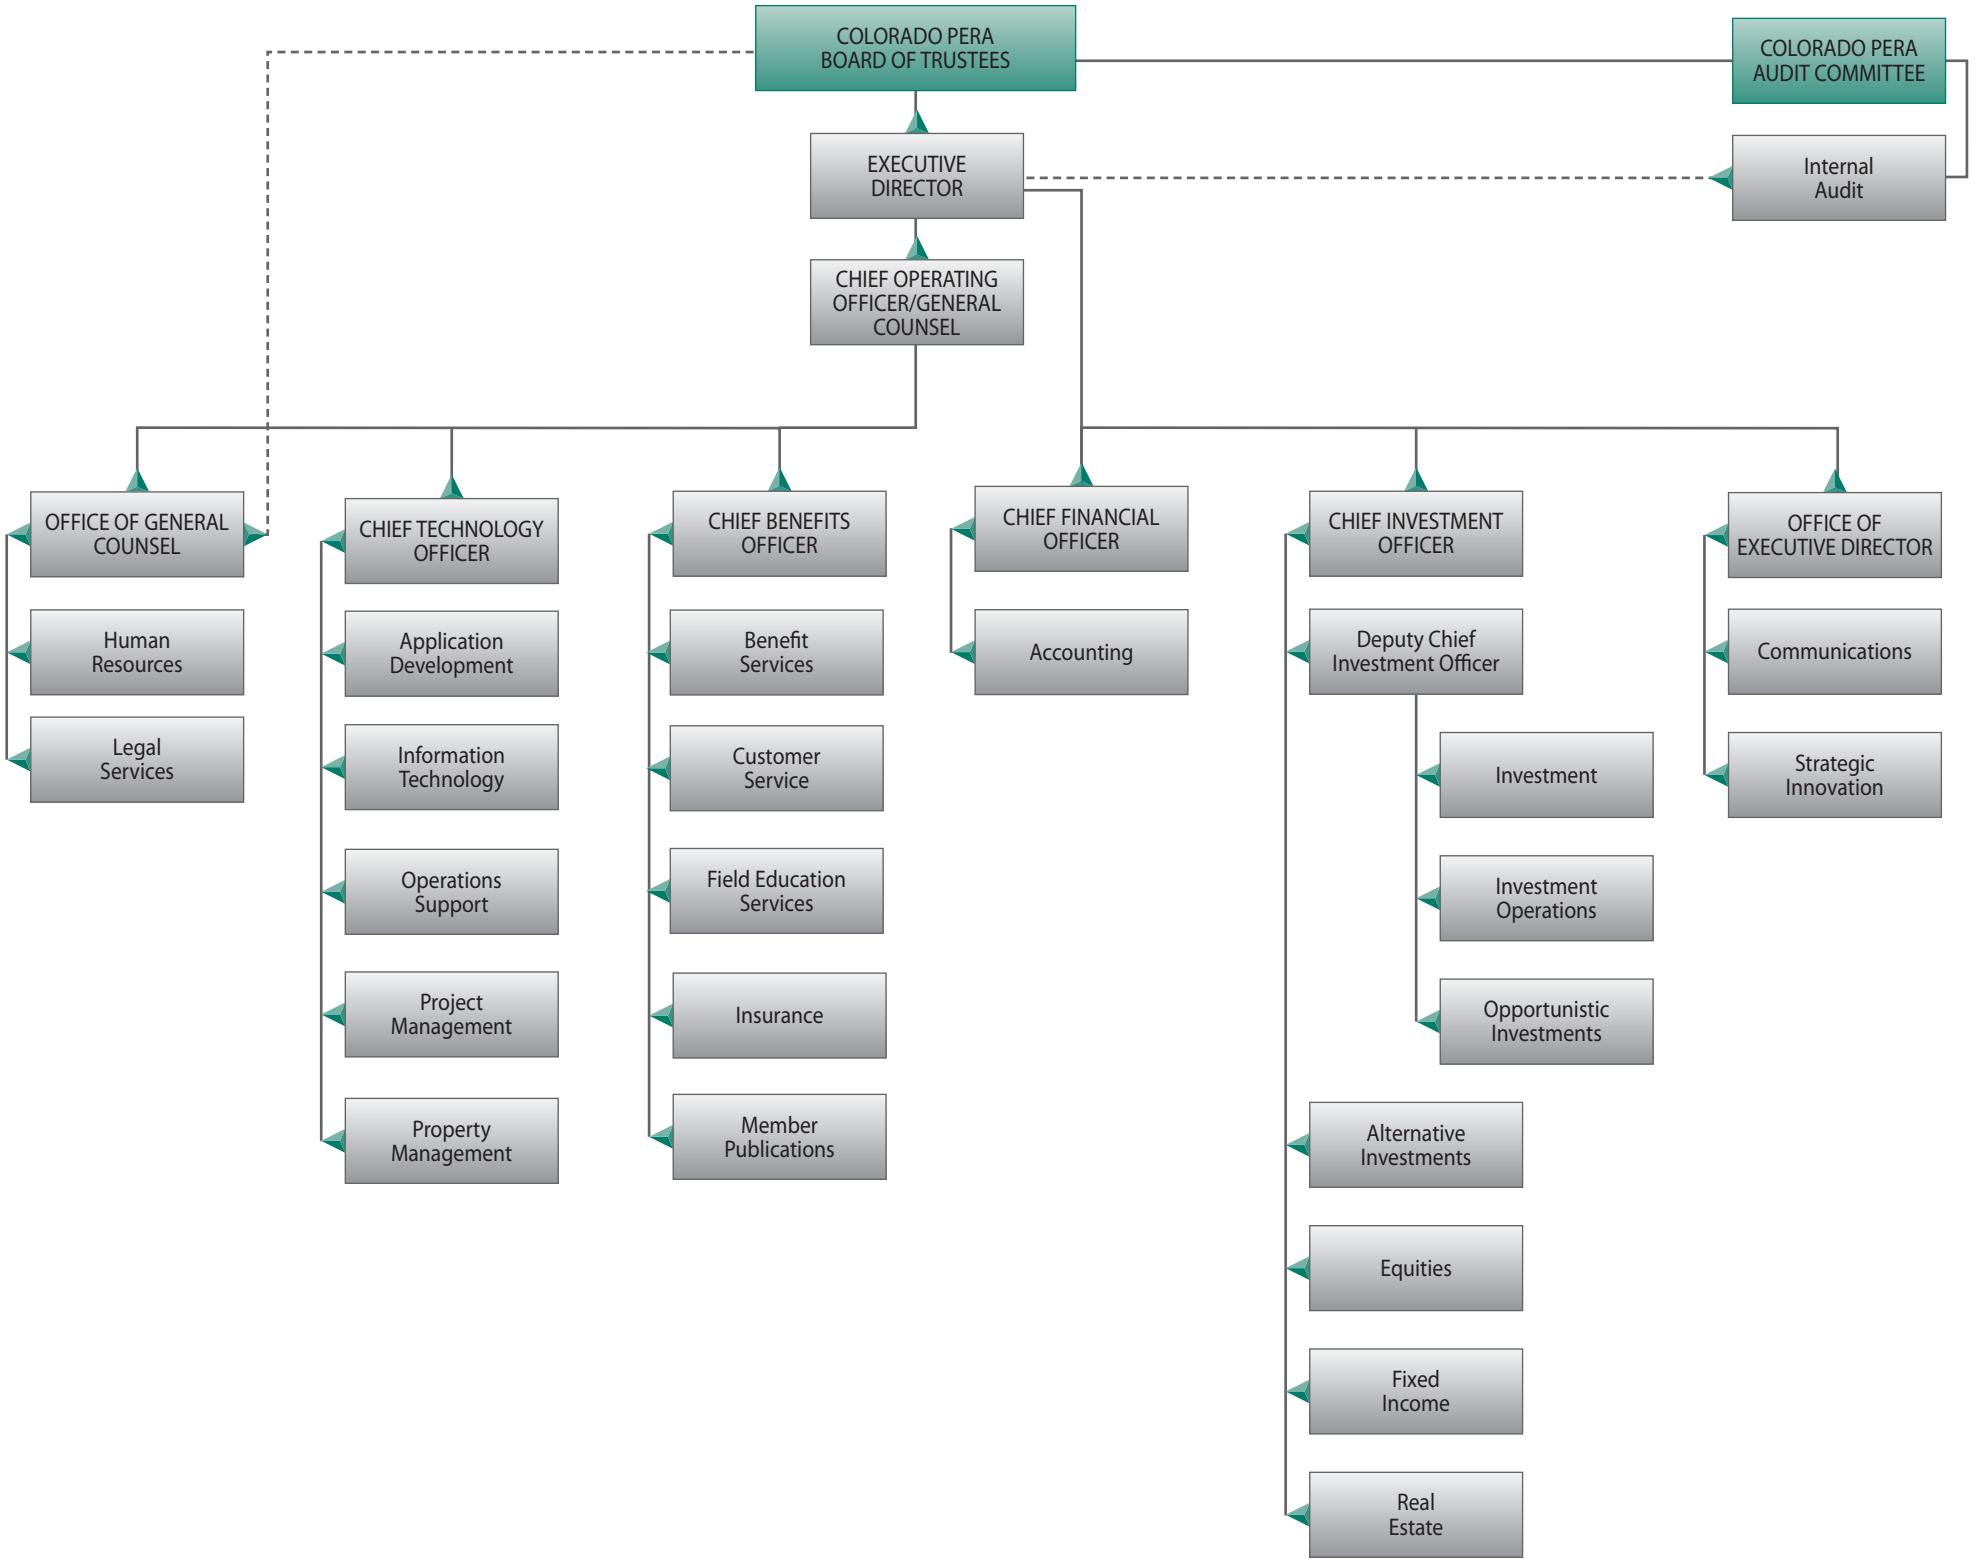 COLORADO PERA
BOARD OF TRUSTEES
COLORADO PERA
AUDIT COMMITTEE
EXECUTIVE
DIRECTOR
Internal
Audit
CHIEF OPERATING
OFFICER/GENERAL
COUNSEL
OFFICE OF GENERAL
COUNSEL
Human
Resources
Legal
Services
CHIEF TECHNOLOGY
OFFICER
Application
Development
Information
Technology
Operations
Support
Project
Management
Property
Management
CHIEF BENEFITS
OFFICER
Benefit
Services
Customer
Service
Field Education
Services
Insurance
Member
Publications
CHIEF FINANCIAL
OFFICER
Accounting
CHIEF INVESTMENT
OFFICER
Deputy Chief
Investment Officer
Investment
Investment
Operations
Opportunistic
Investments
Alternative
Investments
Equities
Fixed
Income
Real
Estate
OFFICE OF
EXECUTIVE DIRECTOR
Communications
Strategic
Innovation